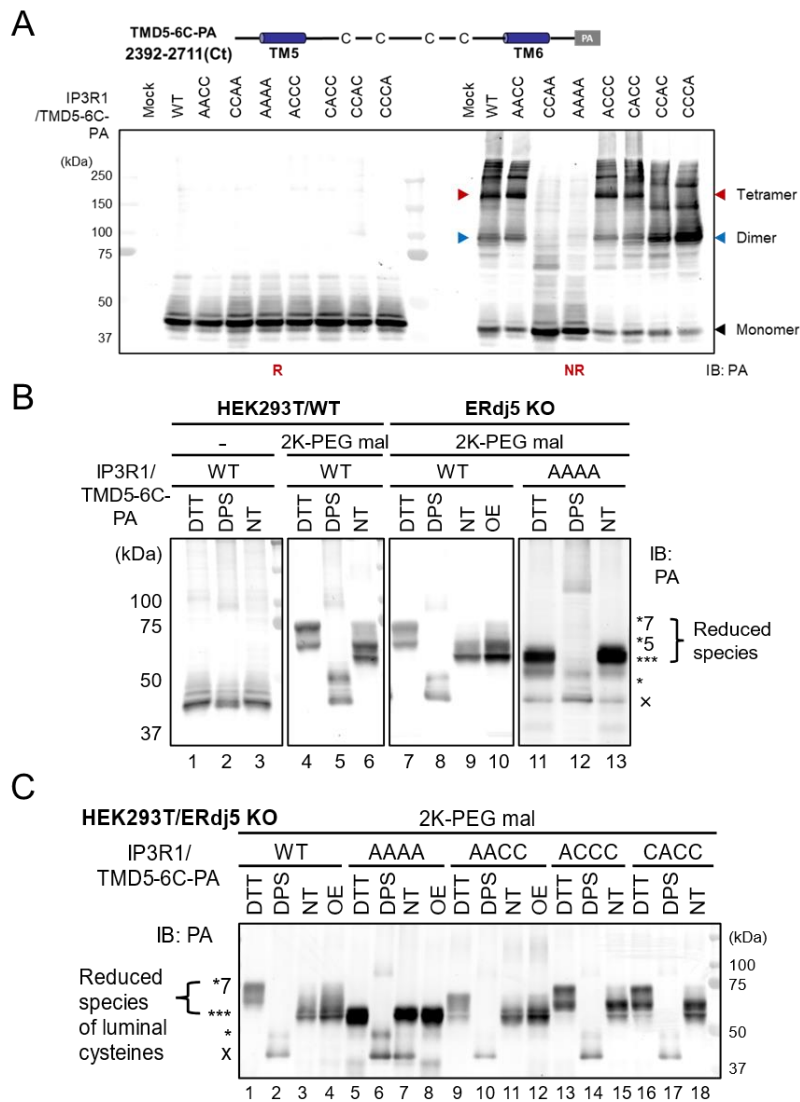 A
TMD5-6C-PA
2392-2711(Ct)
C C C C
PA
TM5 TM6
IP3R1
/TMD5-6C-
PA
Mock WT AACC CCAA AAAA ACCC CACC CCAC CCCA
Mock WT AACC CCAA AAAA ACCC CACC CCAC CCCA
(kDa)
250
150
100
75
50
37
Tetramer
Dimer
Monomer
R NR IB: PA
B
HEK293T/WT ERdj5 KO
- 2K-PEG mal 2K-PEG mal
IP3R1/
TMD5-6C-
PA
WT WT WT AAAA
DTT DPS NT DTT DPS NT DTT DPS NT OE DTT DPS NT
(kDa)
100
75
50
37
IB:
PA
*7
*5
***
*
x
Reduced
species
1 2 3 4 5 6 7 8 9 10 11 12 13
C
HEK293T/ERdj5 KO 2K-PEG mal
IP3R1/
TMD5-6C-PA
WT AAAA AACC ACCC CACC
DTT DPS NT OE DTT DPS NT OE DTT DPS NT OE DTT DPS NT DTT DPS NT
IB: PA
Reduced
species
of luminal
cysteines
*7
***
*
x
(kDa)
100
75
50
37
1 2 3 4 5 6 7 8 9 10 11 12 13 14 15 16 17 18